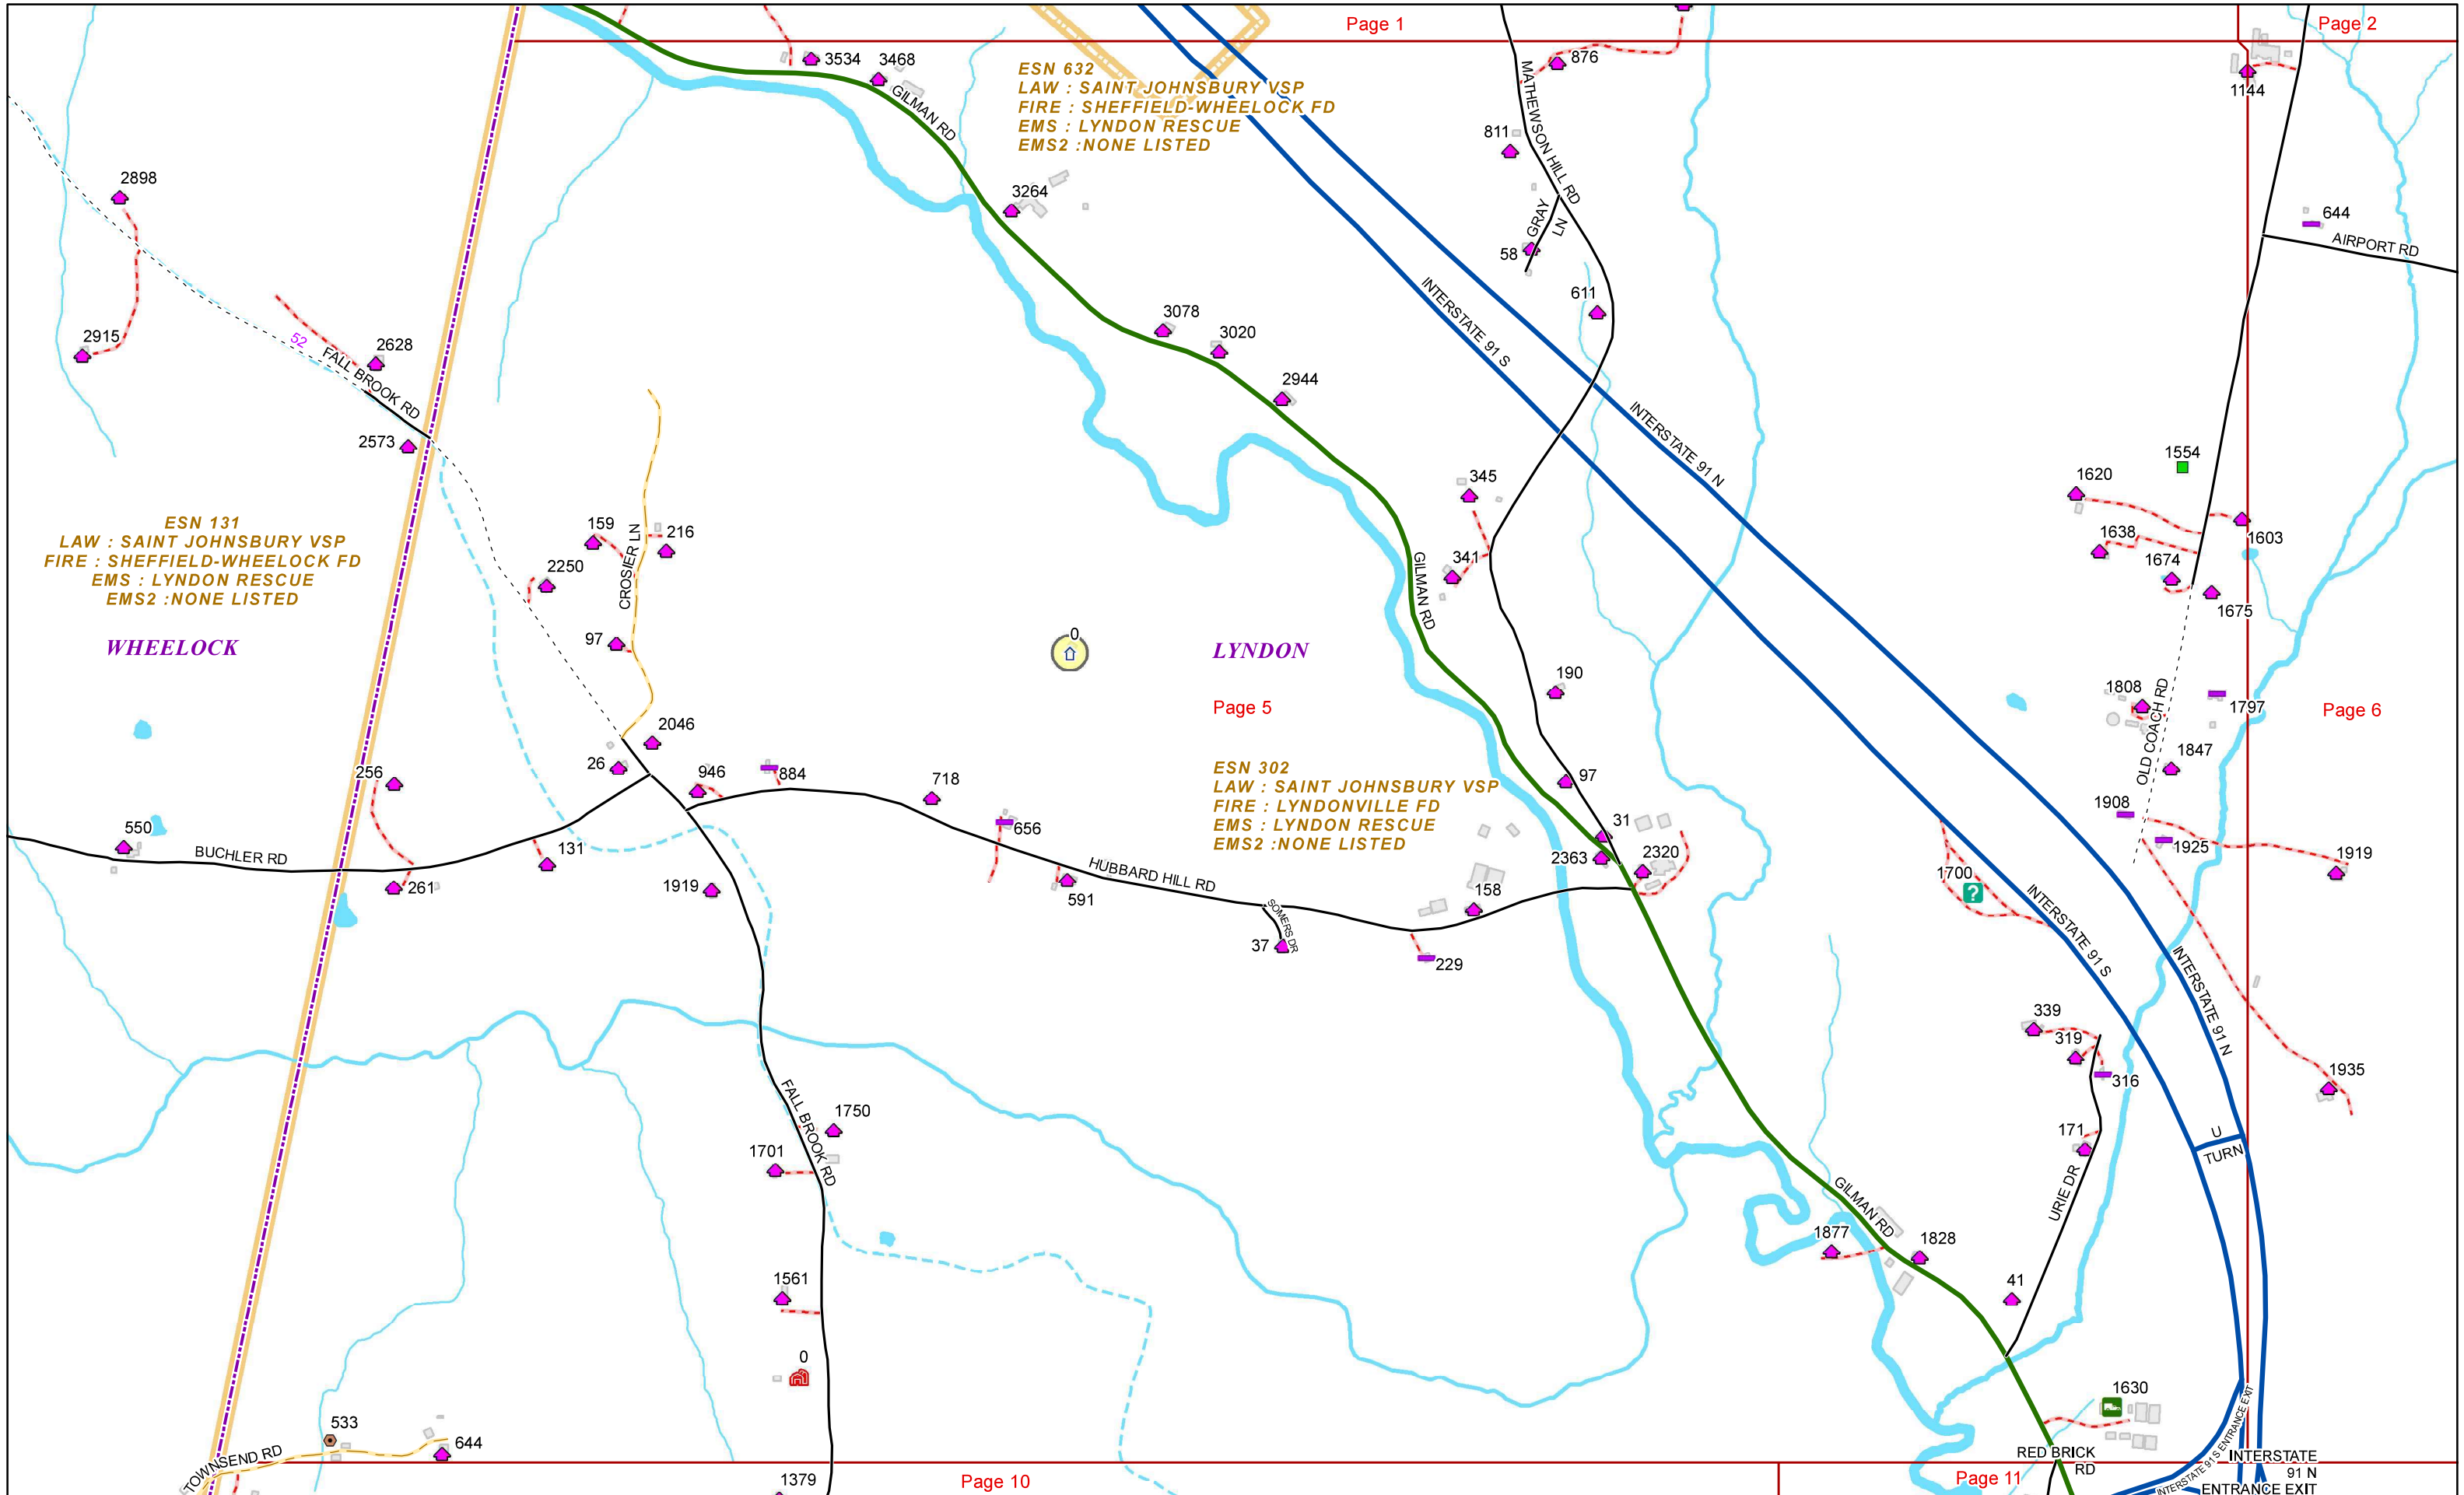 Page 1
Page 2
3534
3468
GILMAN RD
ESN 632
LAW : SAINT JOHNSBURY VSP
FIRE : SHEFFIELD-WHEELOCK FD
EMS : LYNDON RESCUE
EMS2 :NONE LISTED
876
MATHEWSON HILL RD
811
1144
2898
3264
GRAY
LN
58
644
AIRPORT RD
611
INTERSTATE 91 S
3078
3020
2915
2628
52
FALL BROOK RD
2944
INTERSTATE 91 N
2573
345
1554
1620
ESN 131
LAW : SAINT JOHNSBURY VSP
FIRE : SHEFFIELD-WHEELOCK FD
EMS : LYNDON RESCUE
EMS2 :NONE LISTED
159
216
CROSIER LN
2250
341
GILMAN RD
1638
1603
1674
1675
WHEELOCK
97
0
LYNDON
190
Page 5
1808
1797
OLD COACH RD
Page 6
2046
26
946
884
718
256
97
1847
ESN 302
LAW : SAINT JOHNSBURY VSP
FIRE : LYNDONVILLE FD
EMS : LYNDON RESCUE
EMS2 :NONE LISTED
1908
550
656
31
BUCHLER RD
131
2363
2320
1925
1919
HUBBARD HILL RD
261
1919
591
158
1700
SOMERS DR
37
229
INTERSTATE 91 S
INTERSTATE 91 N
339
319
316
1935
FALL BROOK RD
1750
1701
171
U
TURN
URIE DR
GILMAN RD
1877
1828
1561
41
0
1630
533
644
TOWNSEND RD
RED BRICK
RD
INTERSTATE 91 S ENTRANCE EXIT
INTERSTATE
91 N
ENTRANCE EXIT
1379
Page 10
Page 11